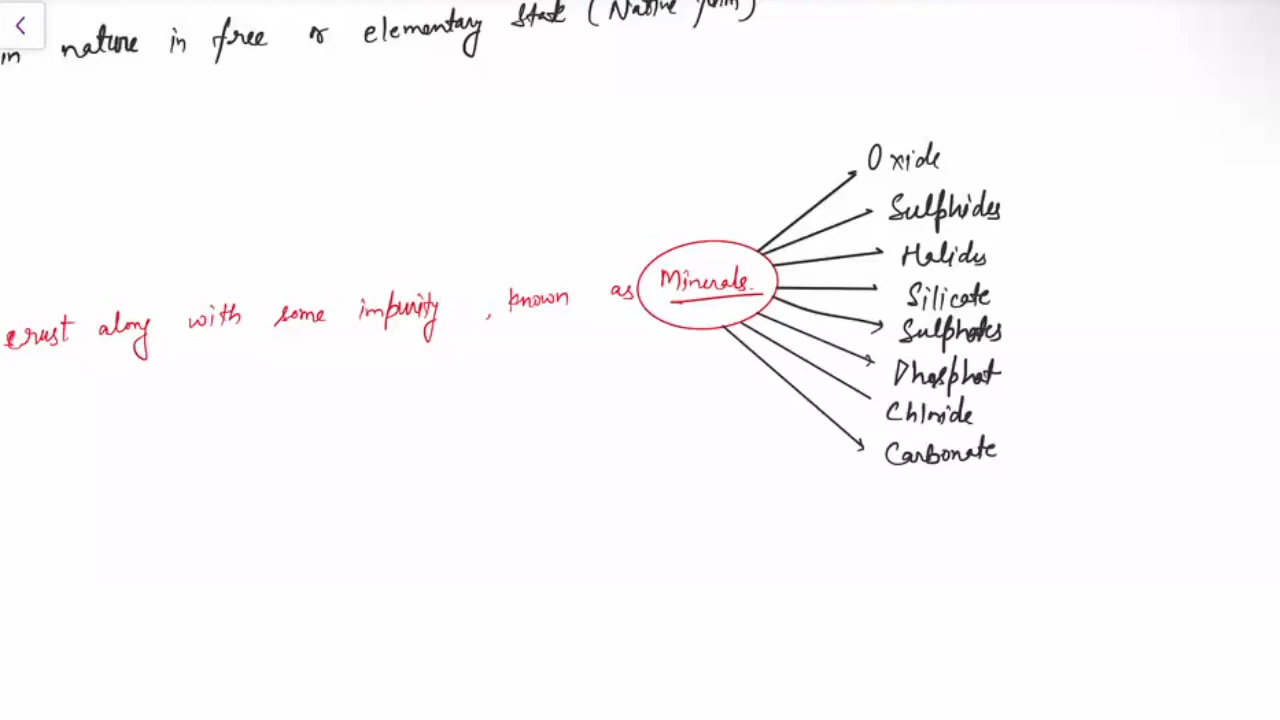 in nature in free or elementary state (Native form)
crust along with some impurity, known as Minerals.
Oxide
Sulphides
Halides
Silicate
Sulphates
Phosphat
Chloride
Carbonate